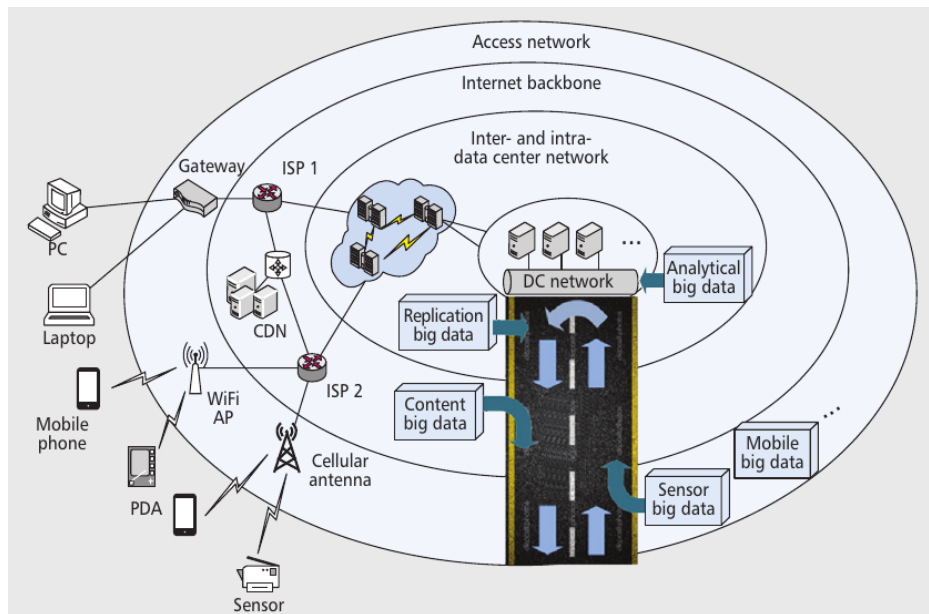 Access network
Internet backbone
Inter- and intra-
data center network
Gateway
ISP 1
PC
Laptop
CDN
DC network
Analytical
big data
Replication
big data
Content
big data
Mobile
phone
WiFi
AP
ISP 2
Cellular
antenna
PDA
Sensor
Mobile
big data
...
...
Sensor
big data